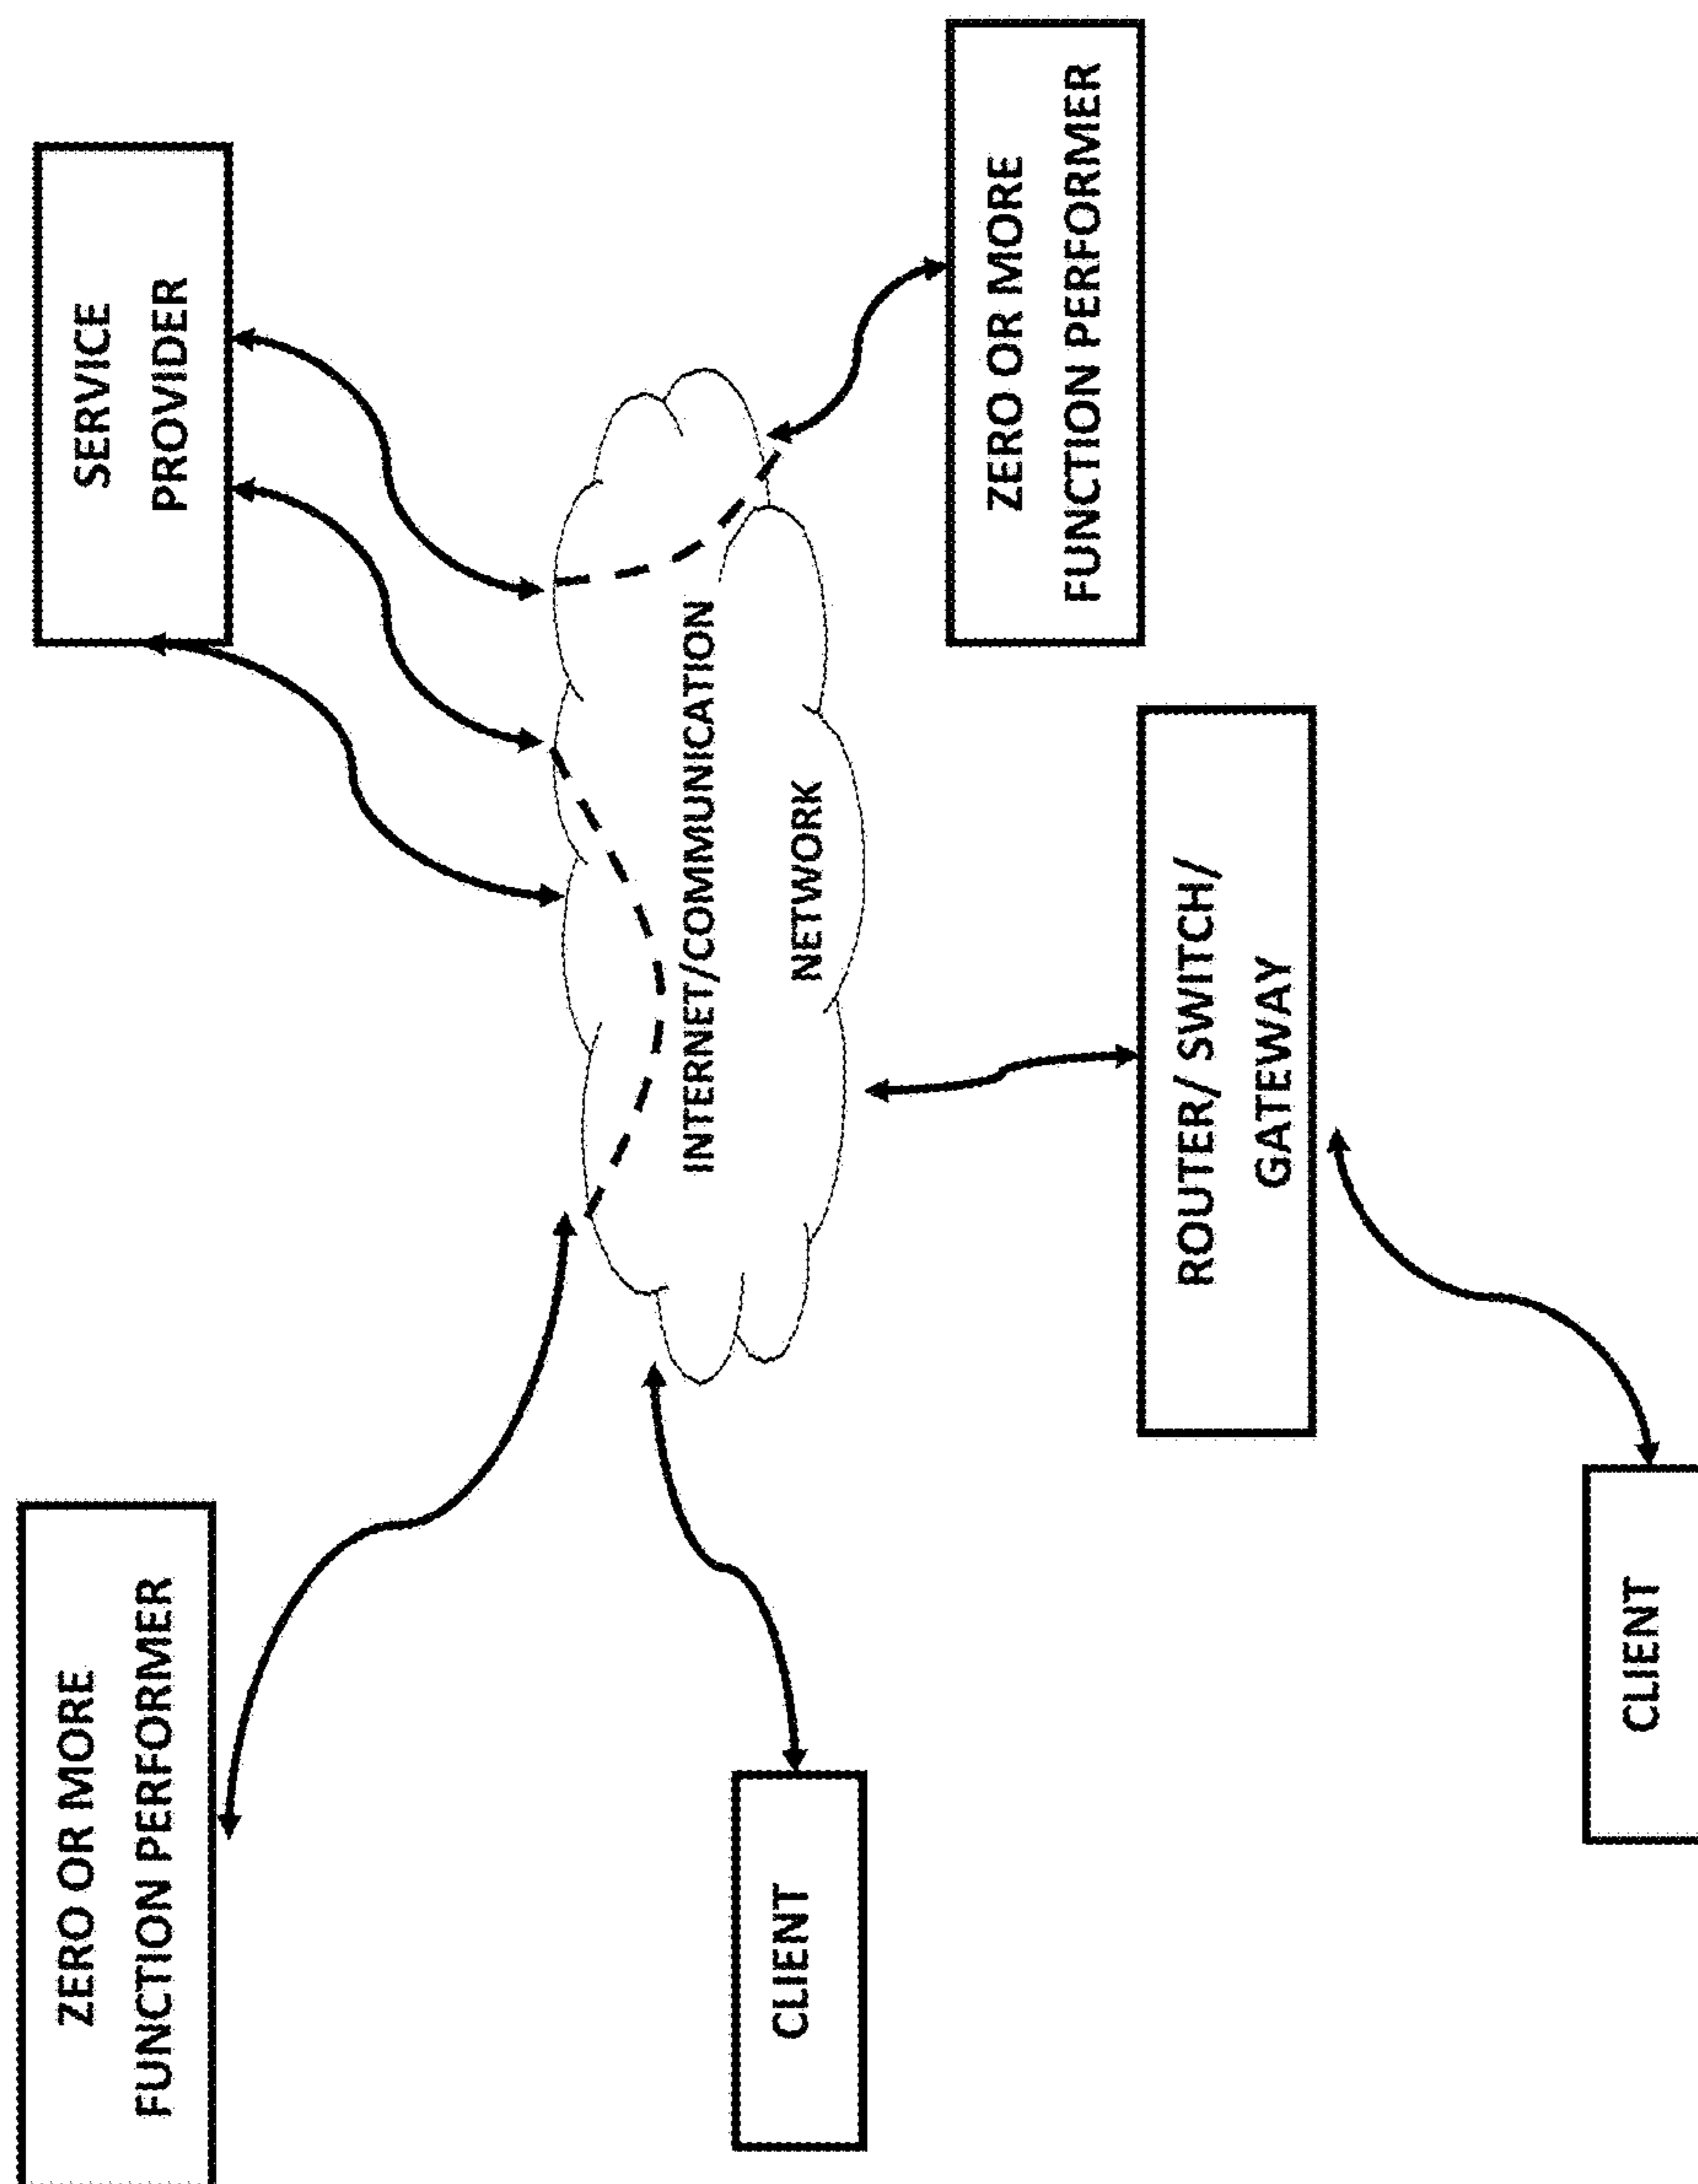 ZERO OR MORE
FUNCTION PERFORMER
SERVICE
PROVIDER
INTERNET/COMMUNICATION
NETWORK
CLIENT
ZERO OR MORE
FUNCTION PERFORMER
ROUTER/ SWITCH/
GATEWAY
CLIENT